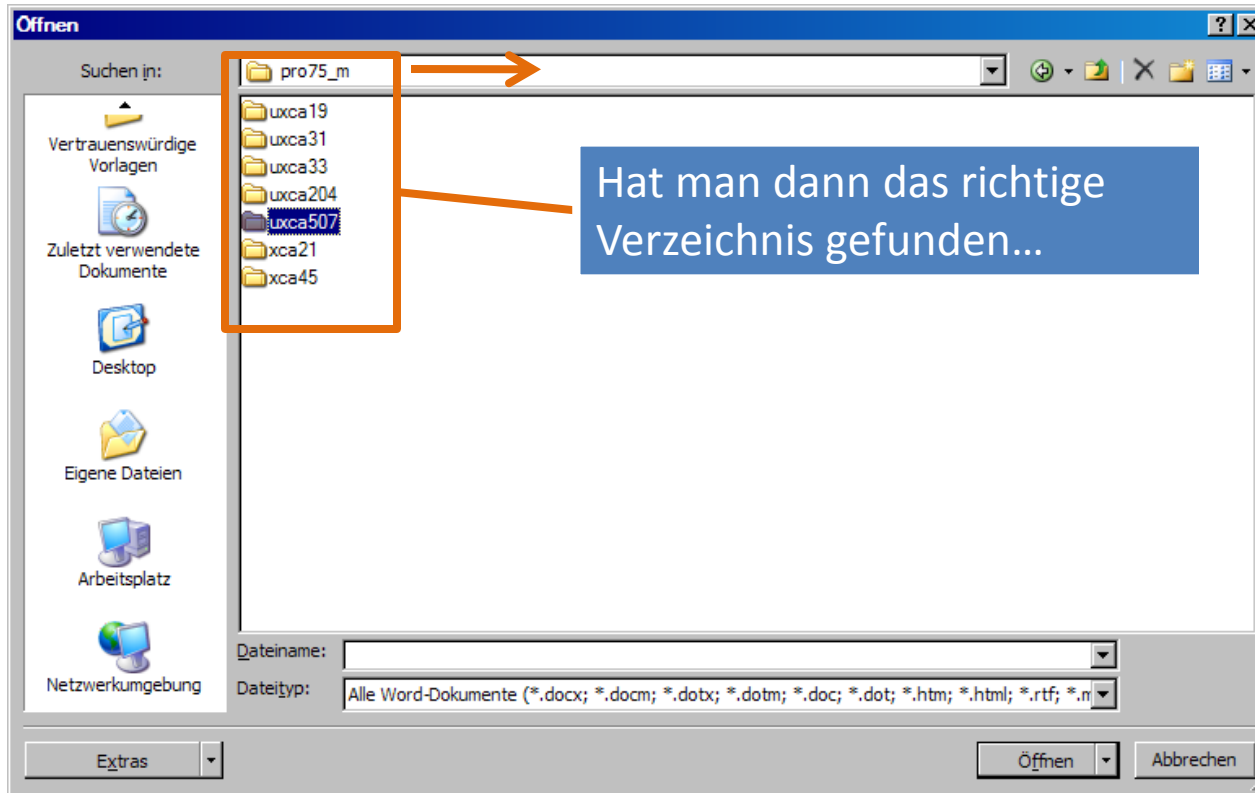 Öffnen
Suchen in:
pro75_m
Vertrauenswürdige
Vorlagen
Zuletzt verwendete
Dokumente
Desktop
Eigene Dateien
Arbeitsplatz
Netzwerkumgebung
uxca19
uxca31
uxca33
uxca204
uxca507
xca21
xca45
Hat man dann das richtige
Verzeichnis gefunden…
Dateiname:
Dateityp:
Alle Word-Dokumente (*.docx; *.docm; *.dotx; *.dotm; *.doc; *.dot; *.htm; *.html; *.rtf; *.m
Extras
Öffnen
Abbrechen